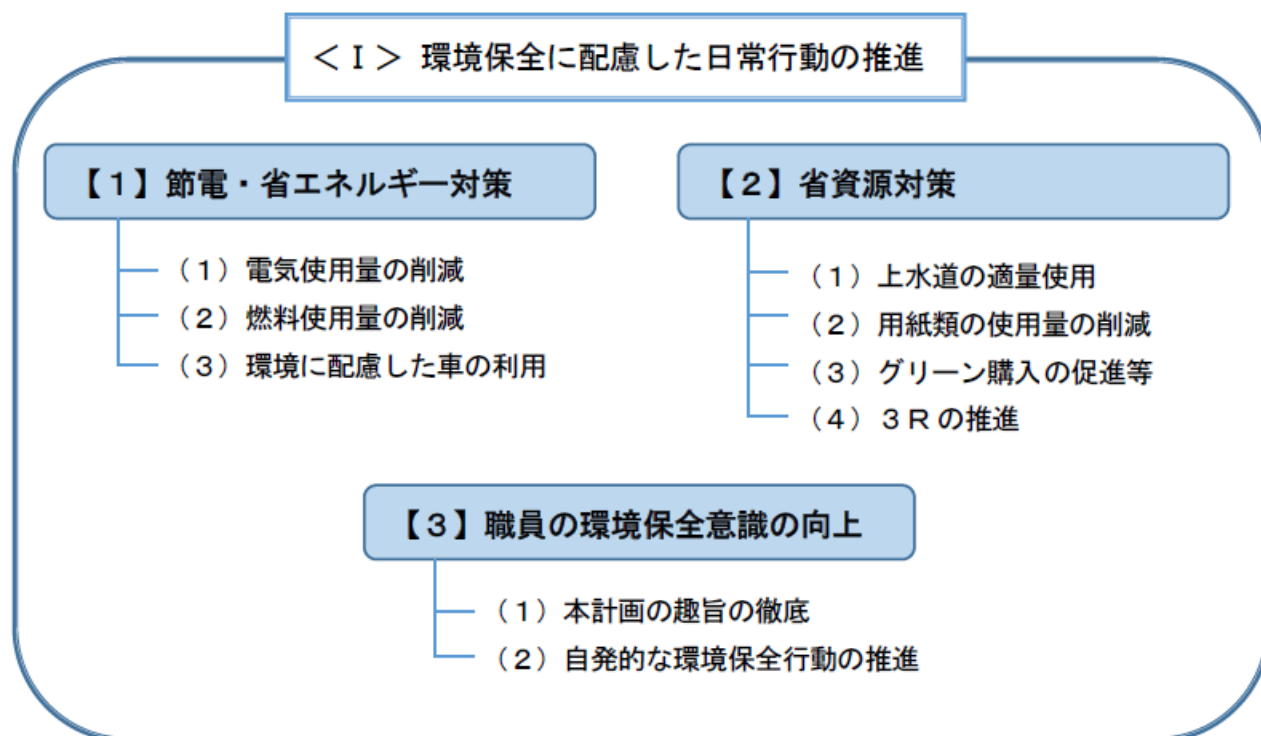 ＜Ⅰ＞ 環境保全に配慮した日常行動の推進
【１】節電・省エネルギー対策
（１）電気使用量の削減
（２）燃料使用量の削減
（３）環境に配慮した車の利用
【２】省資源対策
（１）上水道の適量使用
（２）用紙類の使用量の削減
（３）グリーン購入の促進等
（４）３Ｒの推進
【３】職員の環境保全意識の向上
（１）本計画の趣旨の徹底
（２）自発的な環境保全行動の推進